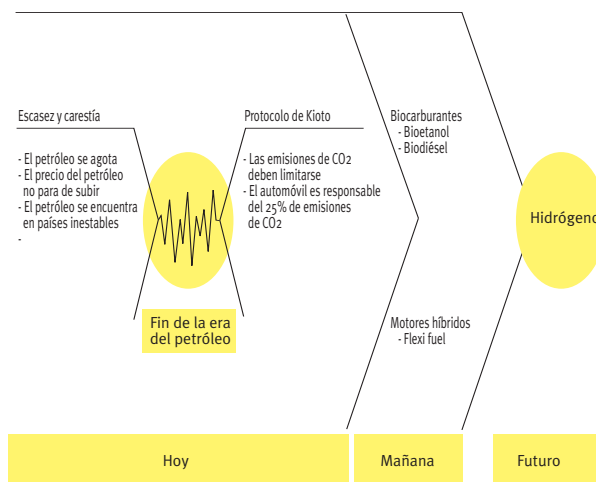 Escasez y carestía
- El petróleo se agota
- El precio del petróleo
no para de subir
- El petróleo se encuentra
en países inestables
-
Protocolo de Kioto
- Las emisiones de CO2
deben limitarse
- El automóvil es responsable
del 25% de emisiones
de CO2
Fin de la era
del petróleo
Biocarburantes
- Bioetanol
- Biodiésel
Motores híbridos
- Flexi fuel
Hidrógeno
Hoy
Mañana
Futuro